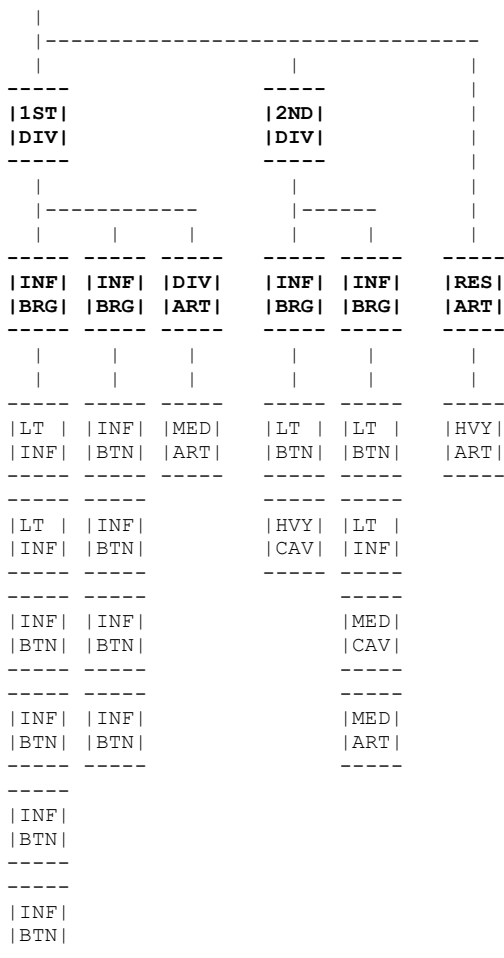 |
|----------------------------------
| | |
----- ----- |
|1ST| |2ND| |
|DIV| |DIV| |
----- ----- |
| | |
|------------ |------ |
| | | | | |
----- ----- ----- ----- ----- -----
|INF| |INF| |DIV| |INF| |INF| |RES|
|BRG| |BRG| |ART| |BRG| |BRG| |ART|
----- ----- ----- ----- ----- -----
| | | | | |
| | | | | |
----- ----- ----- ----- ----- -----
|LT | |INF| |MED| |LT | |LT | |HVY|
|INF| |BTN| |ART| |BTN| |BTN| |ART|
----- ----- ----- ----- ----- -----
----- ----- ----- -----
|LT | |INF| |HVY| |LT |
|INF| |BTN| |CAV| |INF|
----- ----- ----- -----
----- ----- -----
|INF| |INF| |MED|
|BTN| |BTN| |CAV|
----- ----- -----
----- ----- -----
|INF| |INF| |MED|
|BTN| |BTN| |ART|
----- ----- -----
-----
|INF|
|BTN|
-----
-----
|INF|
|BTN|